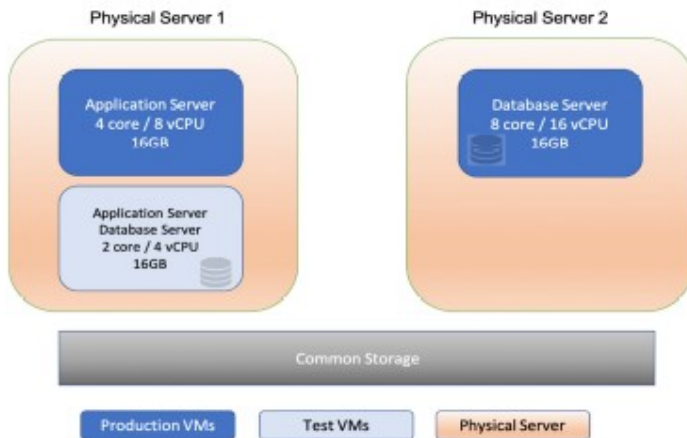 Physical Server 1
Physical Server 2
Application Server
4 core / 8 vCPU
16GB
Application Server
Database Server
2 core / 4 vCPU
16GB
Database Server
8 core / 16 vCPU
16GB
Common Storage
Production VMs
Test VMs
Physical Server